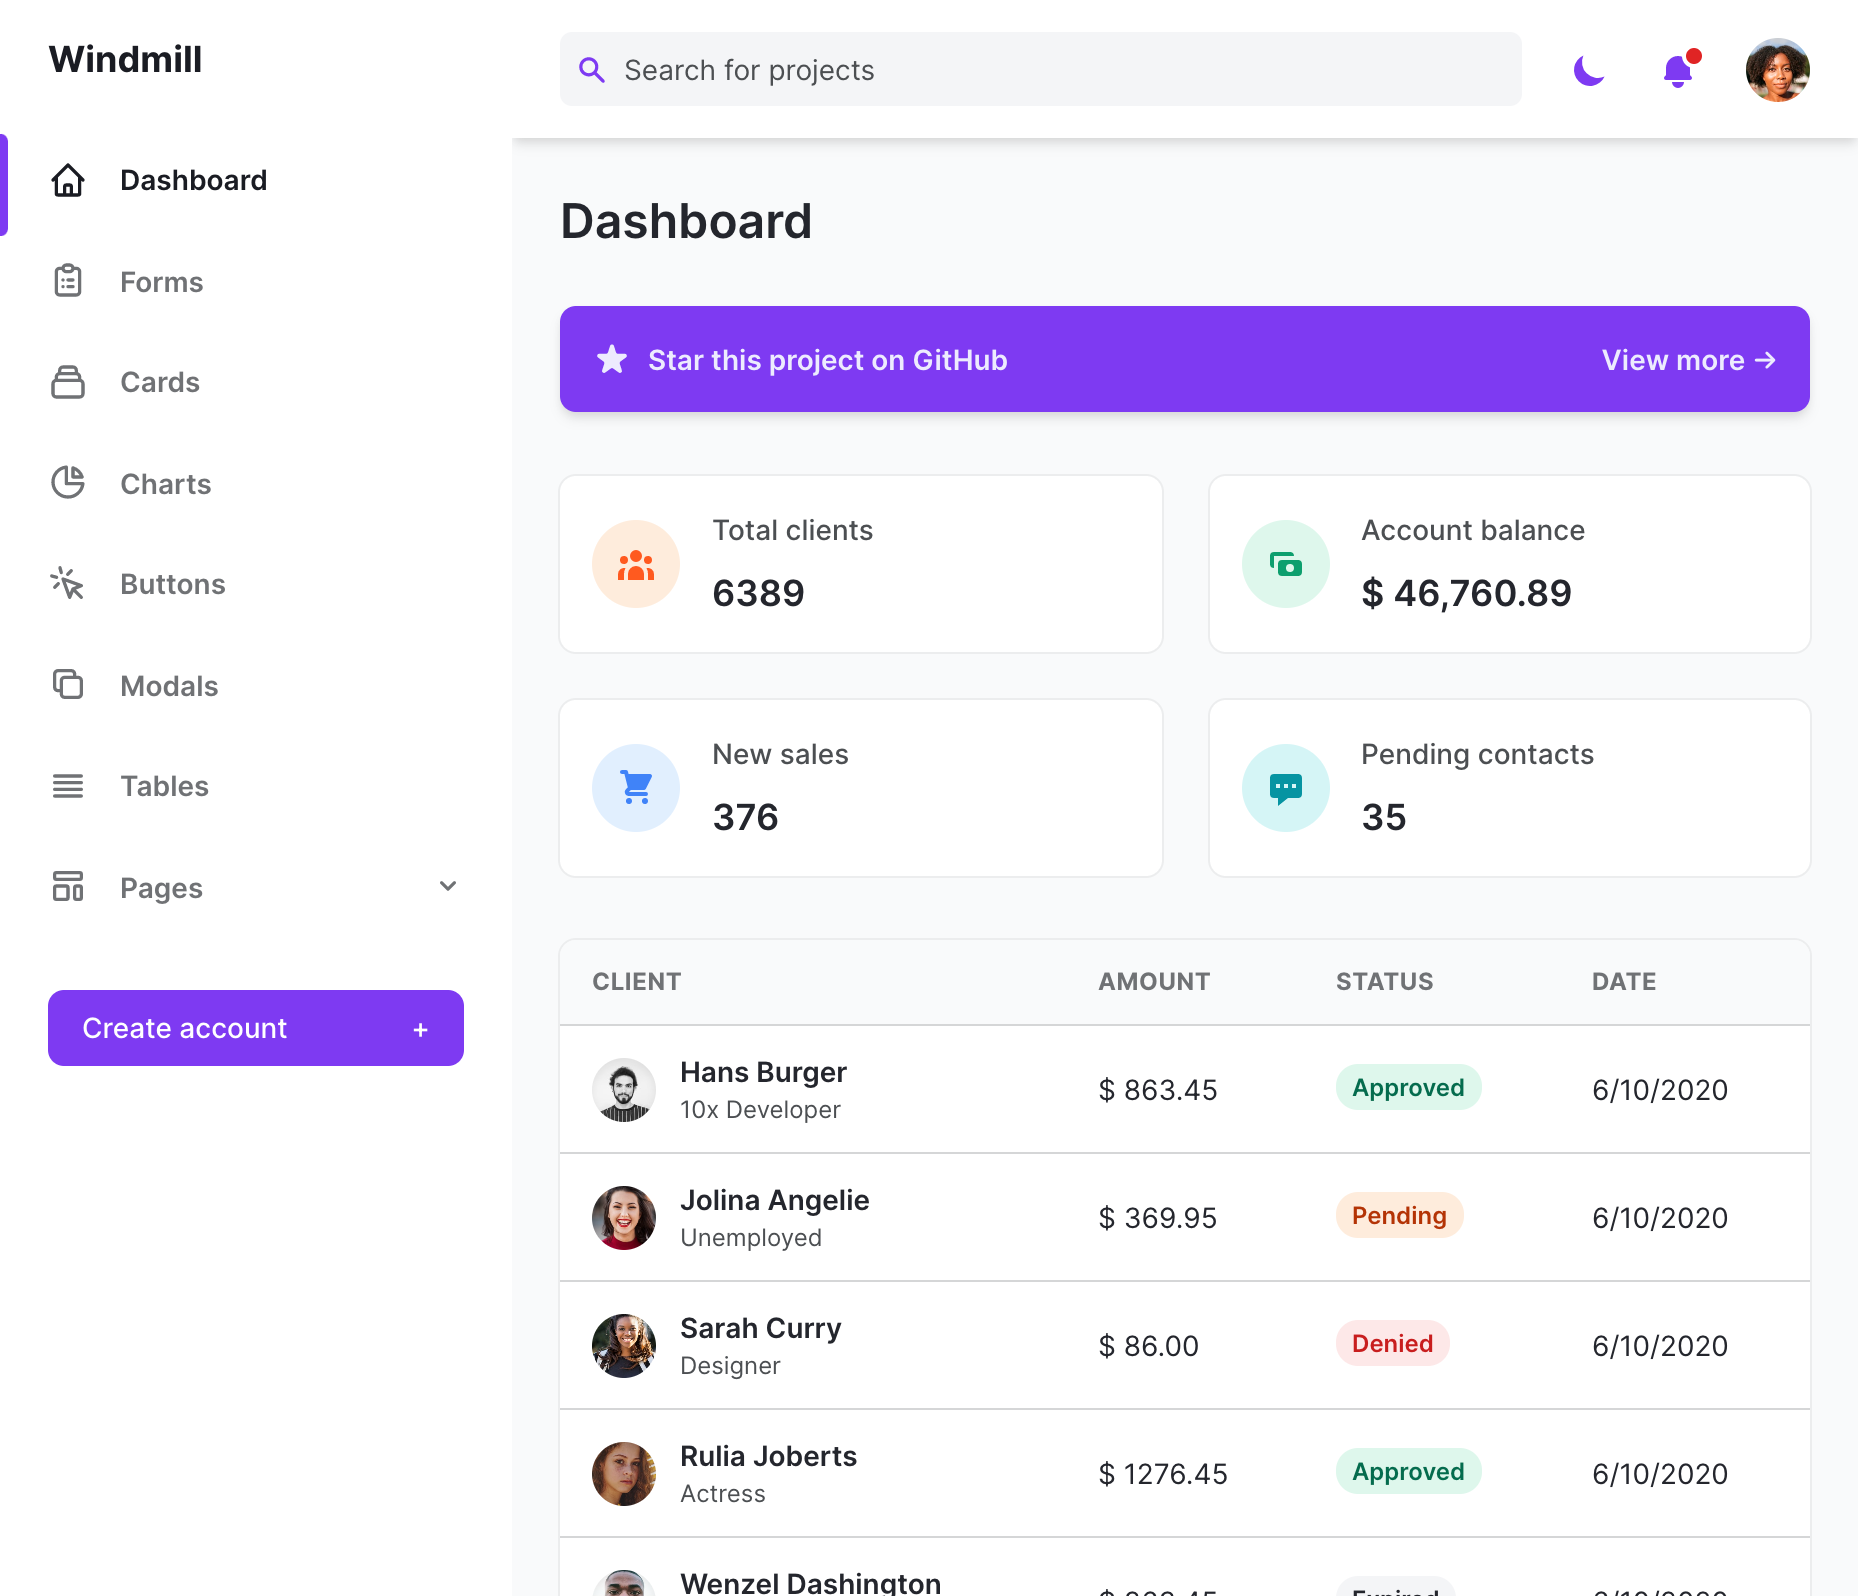 Windmill
Dashboard
Forms
Cards
Charts
Buttons
Modals
Tables
Pages
Create account +
Search for projects
Dashboard
Star this project on GitHub
View more →
Total clients
6389
Account balance
$ 46,760.89
New sales
376
Pending contacts
35
CLIENT AMOUNT STATUS DATE
Hans Burger
10x Developer
$ 863.45 Approved 6/10/2020
Jolina Angelie
Unemployed
$ 369.95 Pending 6/10/2020
Sarah Curry
Designer
$ 86.00 Denied 6/10/2020
Rulia Joberts
Actress
$ 1276.45 Approved 6/10/2020
Wenzel Dashington
Expired 6/10/2020